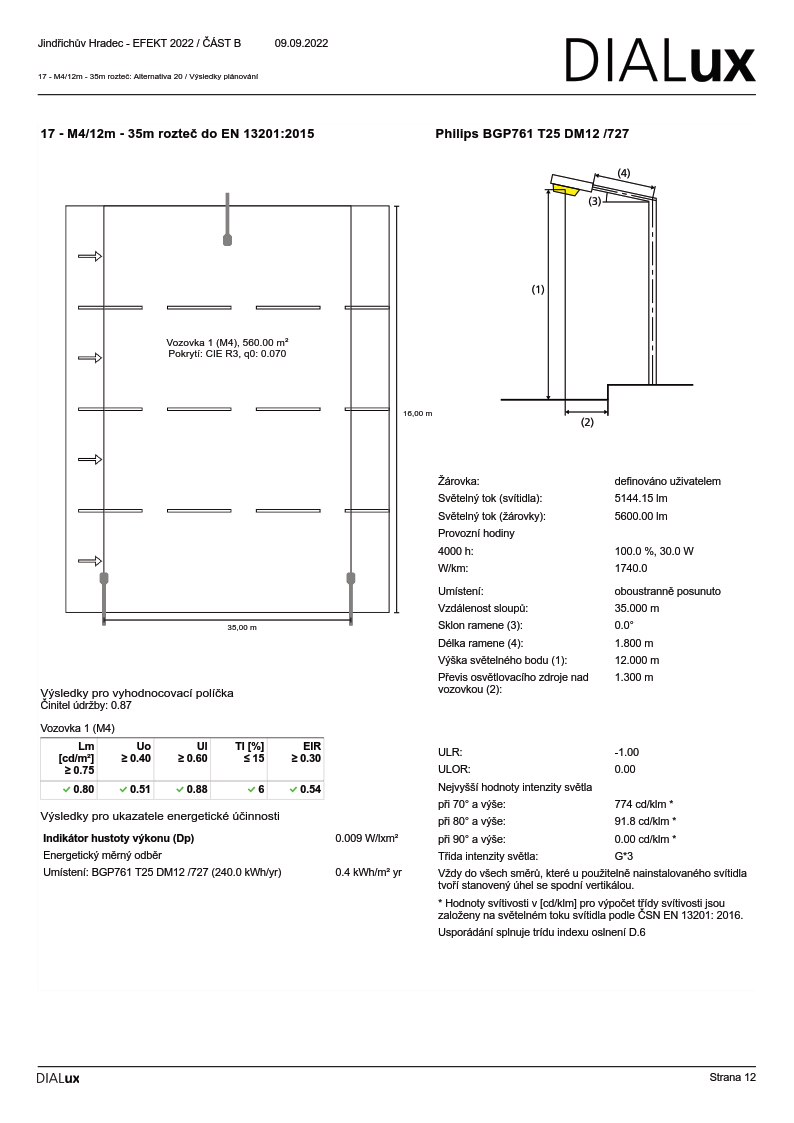 Jindřichův Hradec - EFEKT 2022 / ČÁST B 09.09.2022
DIALux
17 - M4/12m - 35m rozteč: Alternativa 20 / Výsledky plánování
17 - M4/12m - 35m rozteč do EN 13201:2015
Vozovka 1 (M4), 560.00 m²
Pokrytí: CIE R3, q0: 0.070
16,00 m
35,00 m
Výsledky pro vyhodnocovací políčka
Činitel údržby: 0.87
Vozovka 1 (M4)
Lm Uo Ul TI [%] EIR
[cd/m²] ≥ 0.40 ≥ 0.60 ≤ 15 ≥ 0.30
≥ 0.75
✓ 0.80 ✓ 0.51 ✓ 0.88 ✓ 6 ✓ 0.54
Výsledky pro ukazatele energetické účinnosti
Indikátor hustoty výkonu (Dp) 0.009 W/lxm²
Energetický měrný odběr
Umístení: BGP761 T25 DM12 /727 (240.0 kWh/yr) 0.4 kWh/m² yr
Philips BGP761 T25 DM12 /727
(4)
(3)
(1)
(2)
Žárovka: definováno uživatelem
Světelný tok (svítidla): 5144.15 lm
Světelný tok (žárovky): 5600.00 lm
Provozní hodiny
4000 h: 100.0 %, 30.0 W
W/km: 1740.0
Umístení: oboustranně posunuto
Vzdálenost sloupů: 35.000 m
Sklon ramene (3): 0.0°
Délka ramene (4): 1.800 m
Výška světelného bodu (1): 12.000 m
Převis osvětlovacího zdroje nad 1.300 m
vozovkou (2):
ULR: -1.00
ULOR: 0.00
Nejvyšší hodnoty intenzity světla
při 70° a výše: 774 cd/klm *
při 80° a výše: 91.8 cd/klm *
při 90° a výše: 0.00 cd/klm *
Třida intenzity světla: G*3
Vždy do všech směrů, které u použitelně nainstalovaného svítidla
tvoří stanovený úhel se spodní vertikálou.
* Hodnoty svítivosti v [cd/klm] pro výpočet třídy svítivosti jsou
založeny na světelném toku svítidla podle ČSN EN 13201: 2016.
Usporádání splnuje trídu indexu oslnení D.6
DIALux
Strana 12